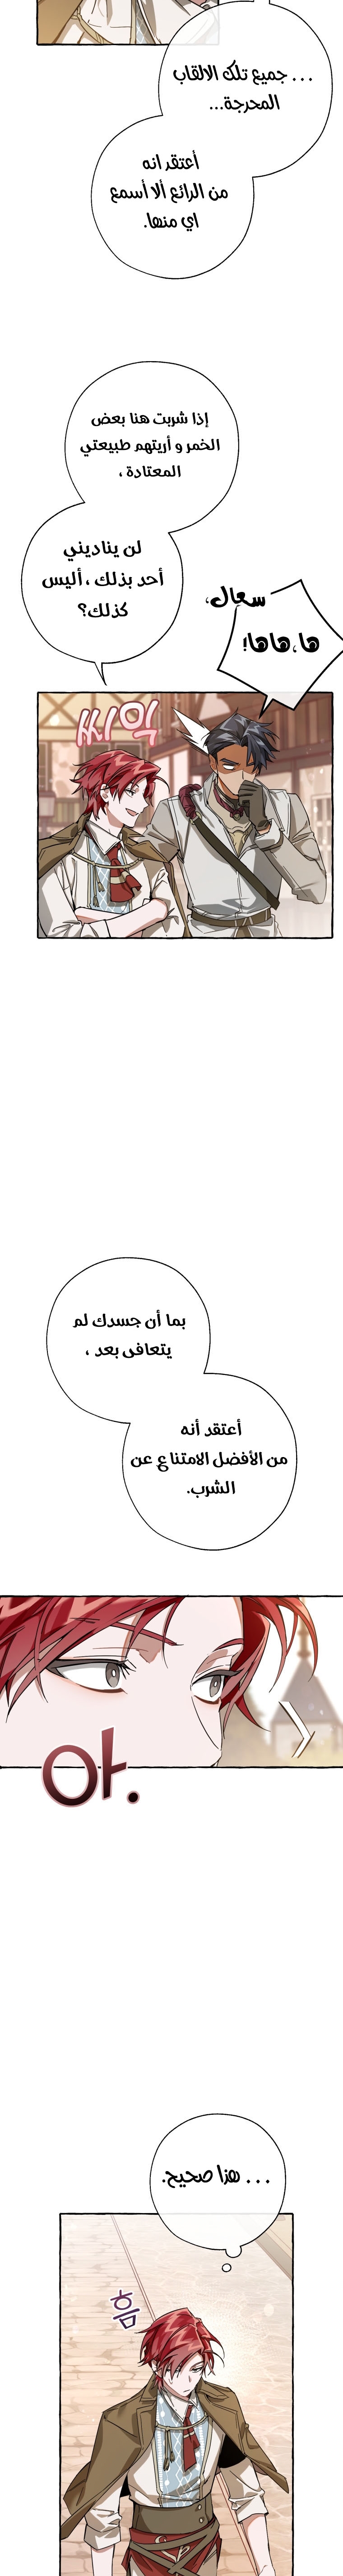 ... جميع تلك الالقاب
المحرجة...
أعتقد انه
من الرائع ألا أسمع
اي منها.
إذا شربت هنا بعض
الخمر و أريتهم طبيعتي
المعتادة ،
لن يناديني
أحد بذلك ، أليس
كذلك؟
سعال،
ها،هاها!
씨익
بما أن جسدك لم
يتعافى بعد ،
أعتقد أنه
من الأفضل الامتناع عن
الشرب.
아.
... هذا صحيح.
흠